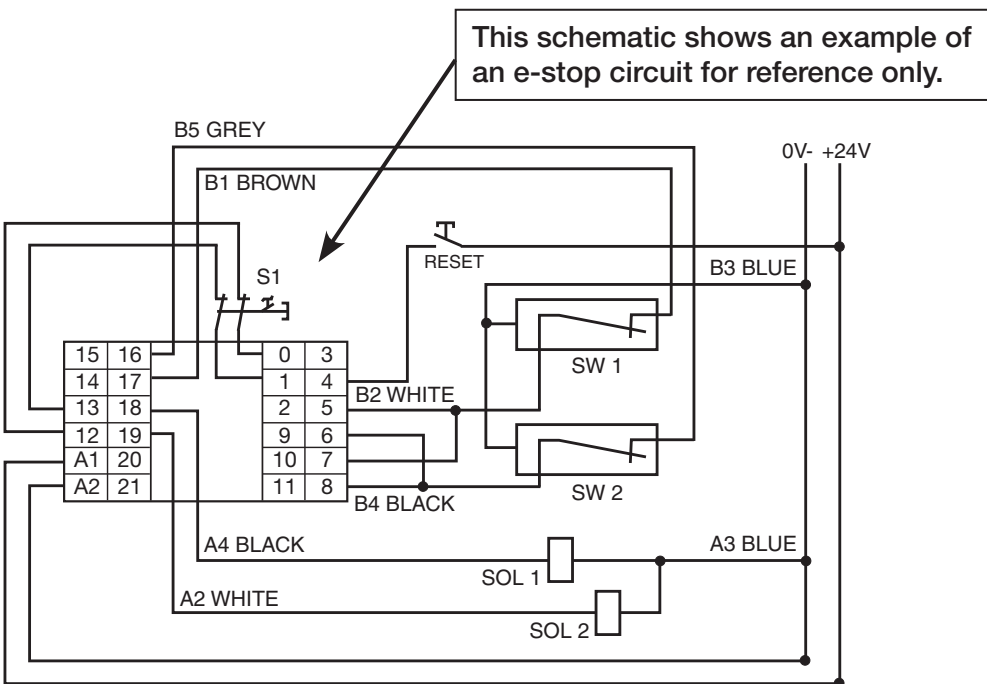 This schematic shows an example of
an e-stop circuit for reference only.
B5 GREY
0V- +24V
B1 BROWN
RESET
B3 BLUE
S1
SW 1
15 16 0 3
14 17 1 4
B2 WHITE
13 18 2 5
12 19 9 6
A1 20 10 7
A2 21 11 8
SW 2
B4 BLACK
A4 BLACK
A3 BLUE
SOL 1
A2 WHITE
SOL 2